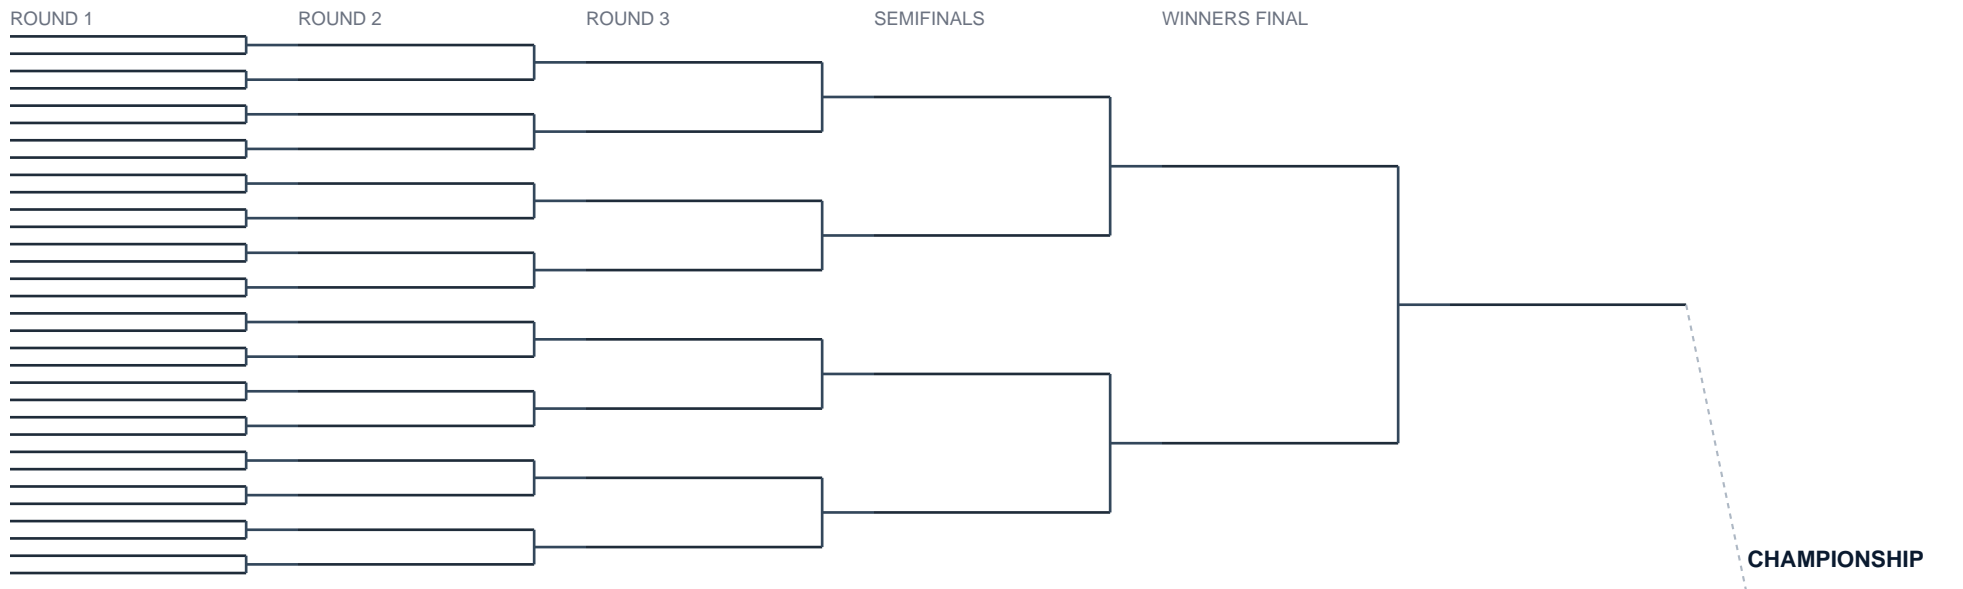 ROUND 1
ROUND 2
ROUND 3
SEMIFINALS
WINNERS FINAL
CHAMPIONSHIP